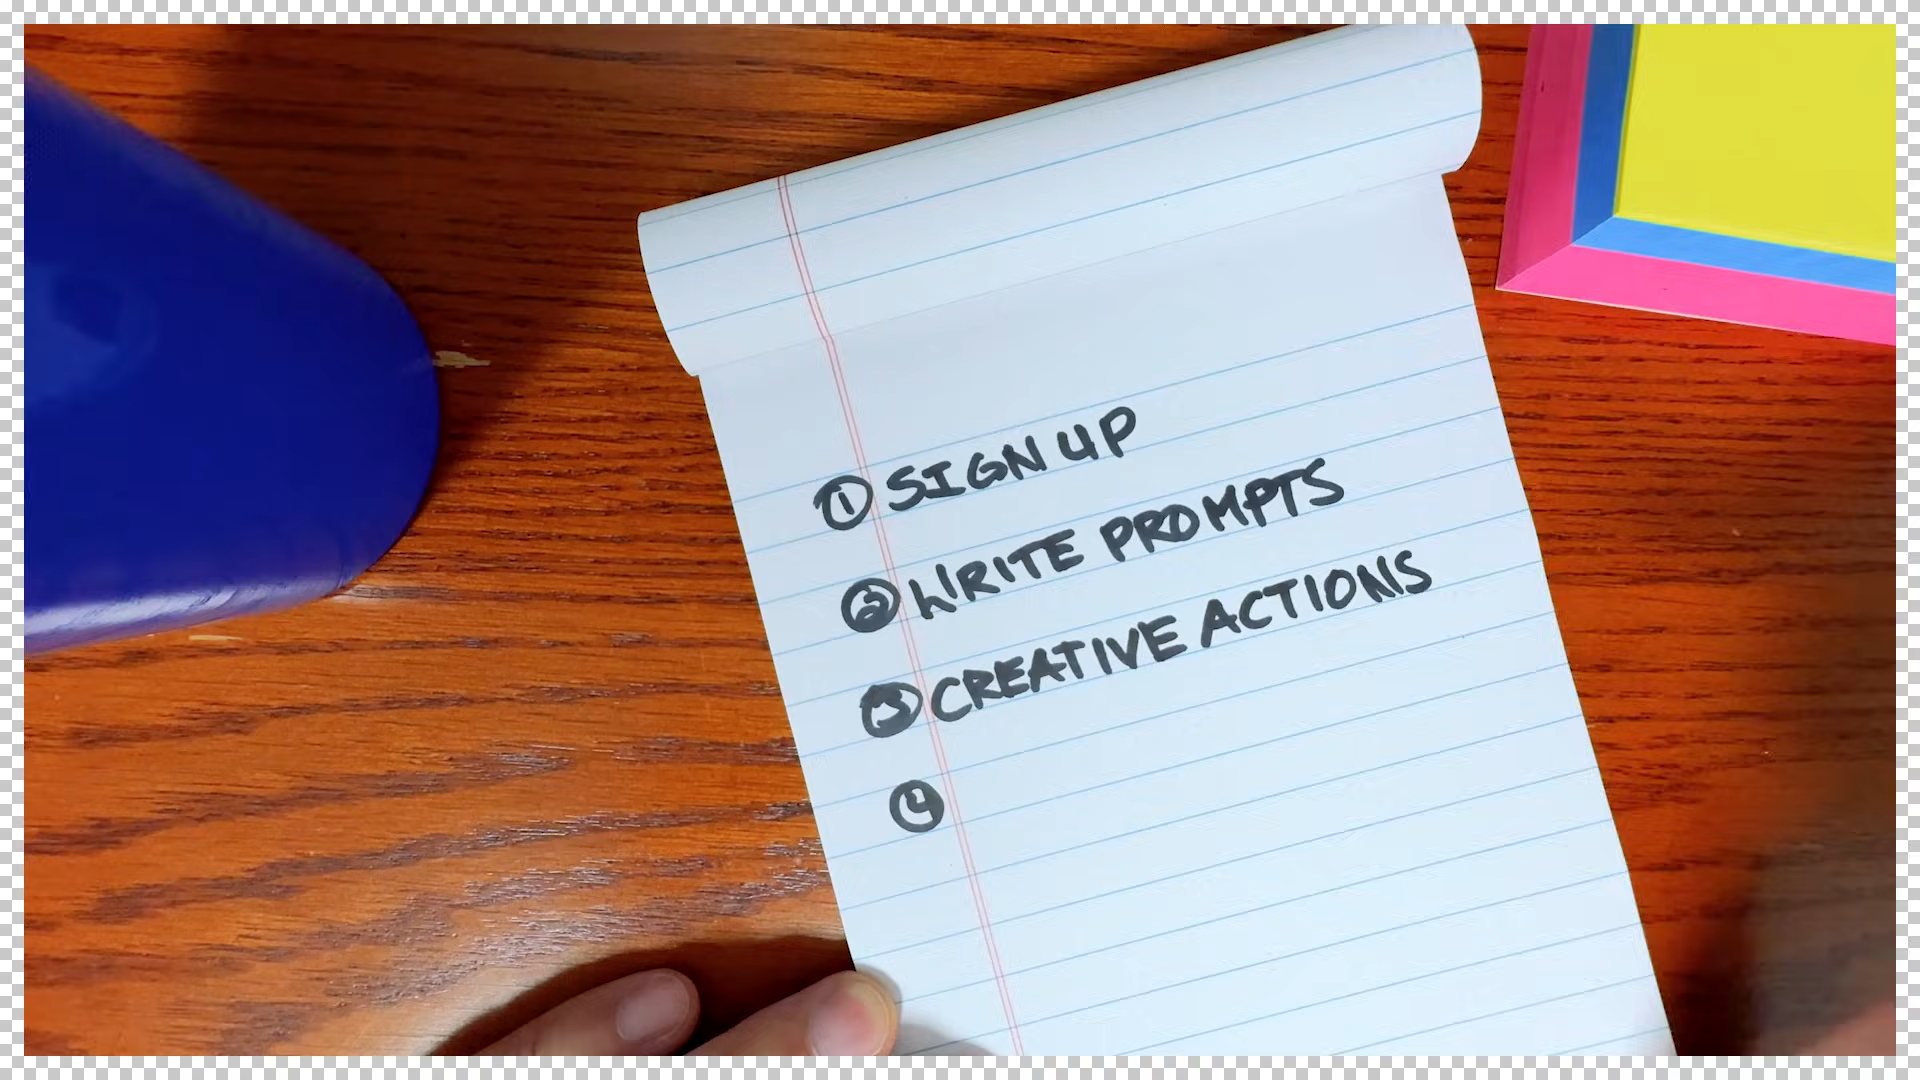 ① SIGN UP
② WRITE PROMPTS
③ CREATIVE ACTIONS
④